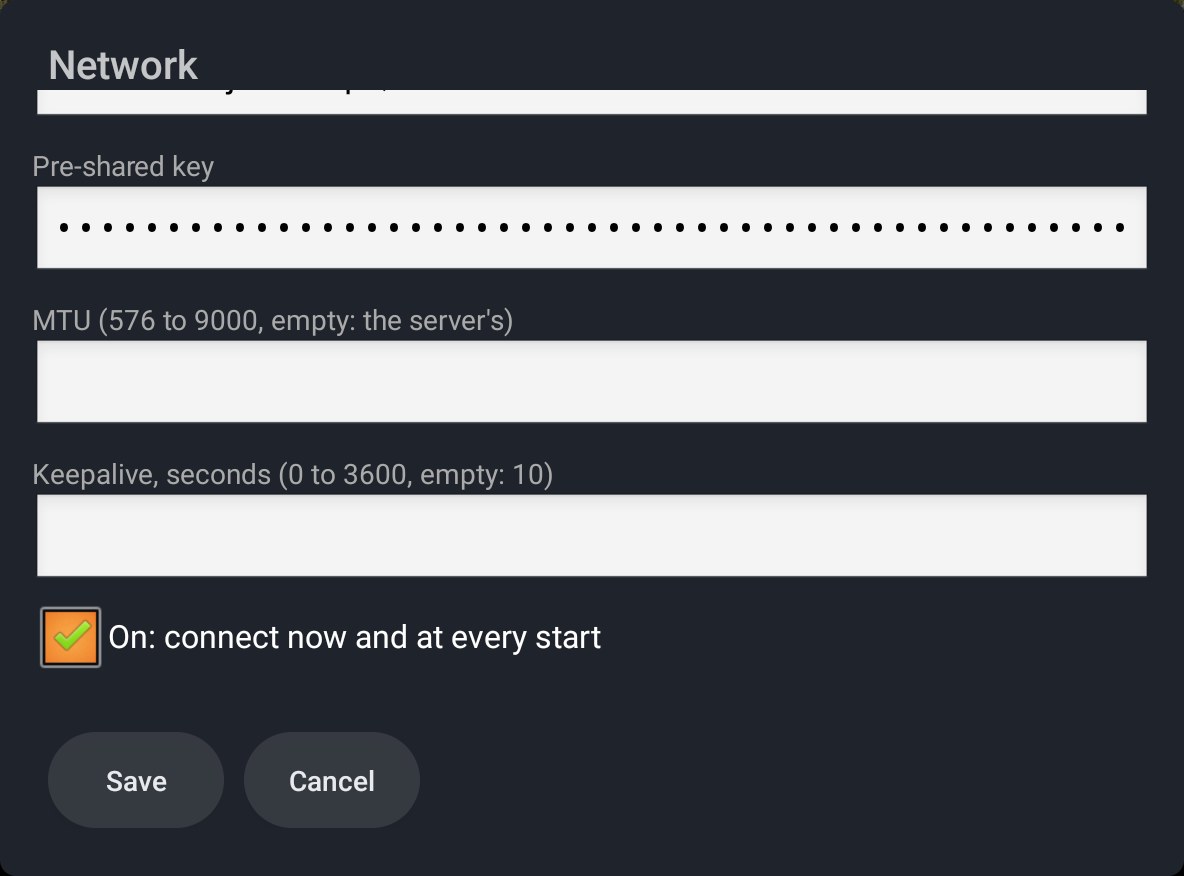 Network
Pre-shared key
•••••••••••••••••••••••••••••••••••••••••••••••••
MTU (576 to 9000, empty: the server's)
Keepalive, seconds (0 to 3600, empty: 10)
On: connect now and at every start
Save
Cancel